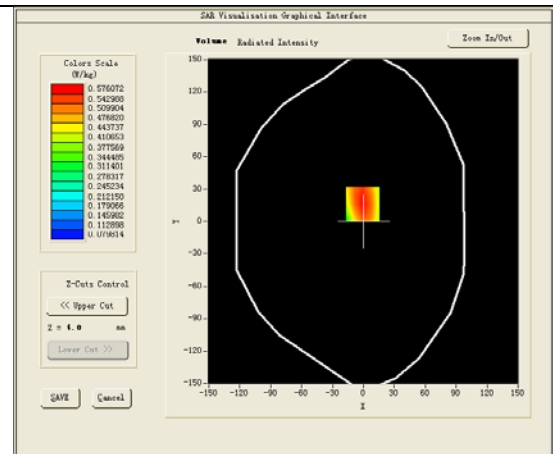 SAR Visualisation Graphical Interface
Volume Radiated Intensity
Zoom In/Out
Colors Scale
(W/kg)
0.576072
0.542988
0.509904
0.476820
0.443737
0.410653
0.377569
0.344485
0.311401
0.278317
0.245234
0.212150
0.179066
0.145982
0.112898
0.079814
Z-Cuts Control
<< Upper Cut
Z = 4.0 mm
Lower Cut >>
SAVE Cancel
150
120
90
60
30
0
-30
-60
-90
-120
-150
Y
-150 -120 -90 -60 -30 0 30 60 90 120 150
X